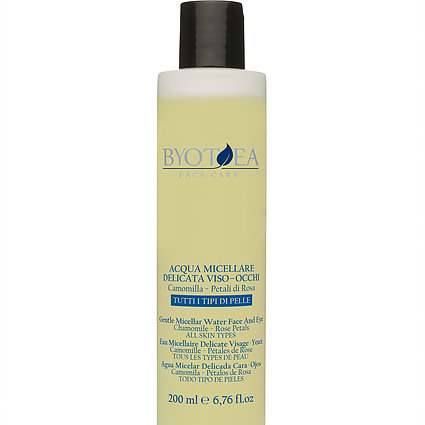 BYOTEA
FACE CARE
ACQUA MICELLARE
DELICATA VISO-OCCHI
Camomilla - Petali di Rosa
TUTTI I TIPI DI PELLE
Gentle Micellar Water Face And Eye
Chamomile - Rose Petals
ALL SKIN TYPES
Eau Micellaire Delicate Visage-Yeux
Camomille - Pétales de Rose
TOUS LES TYPES DE PEAU
Agua Micelar Delicada Cara-Ojos
Camomila - Pétalos de Rosa
TODO TIPO DE PIELES
200 ml ℮ 6,76 fl.oz